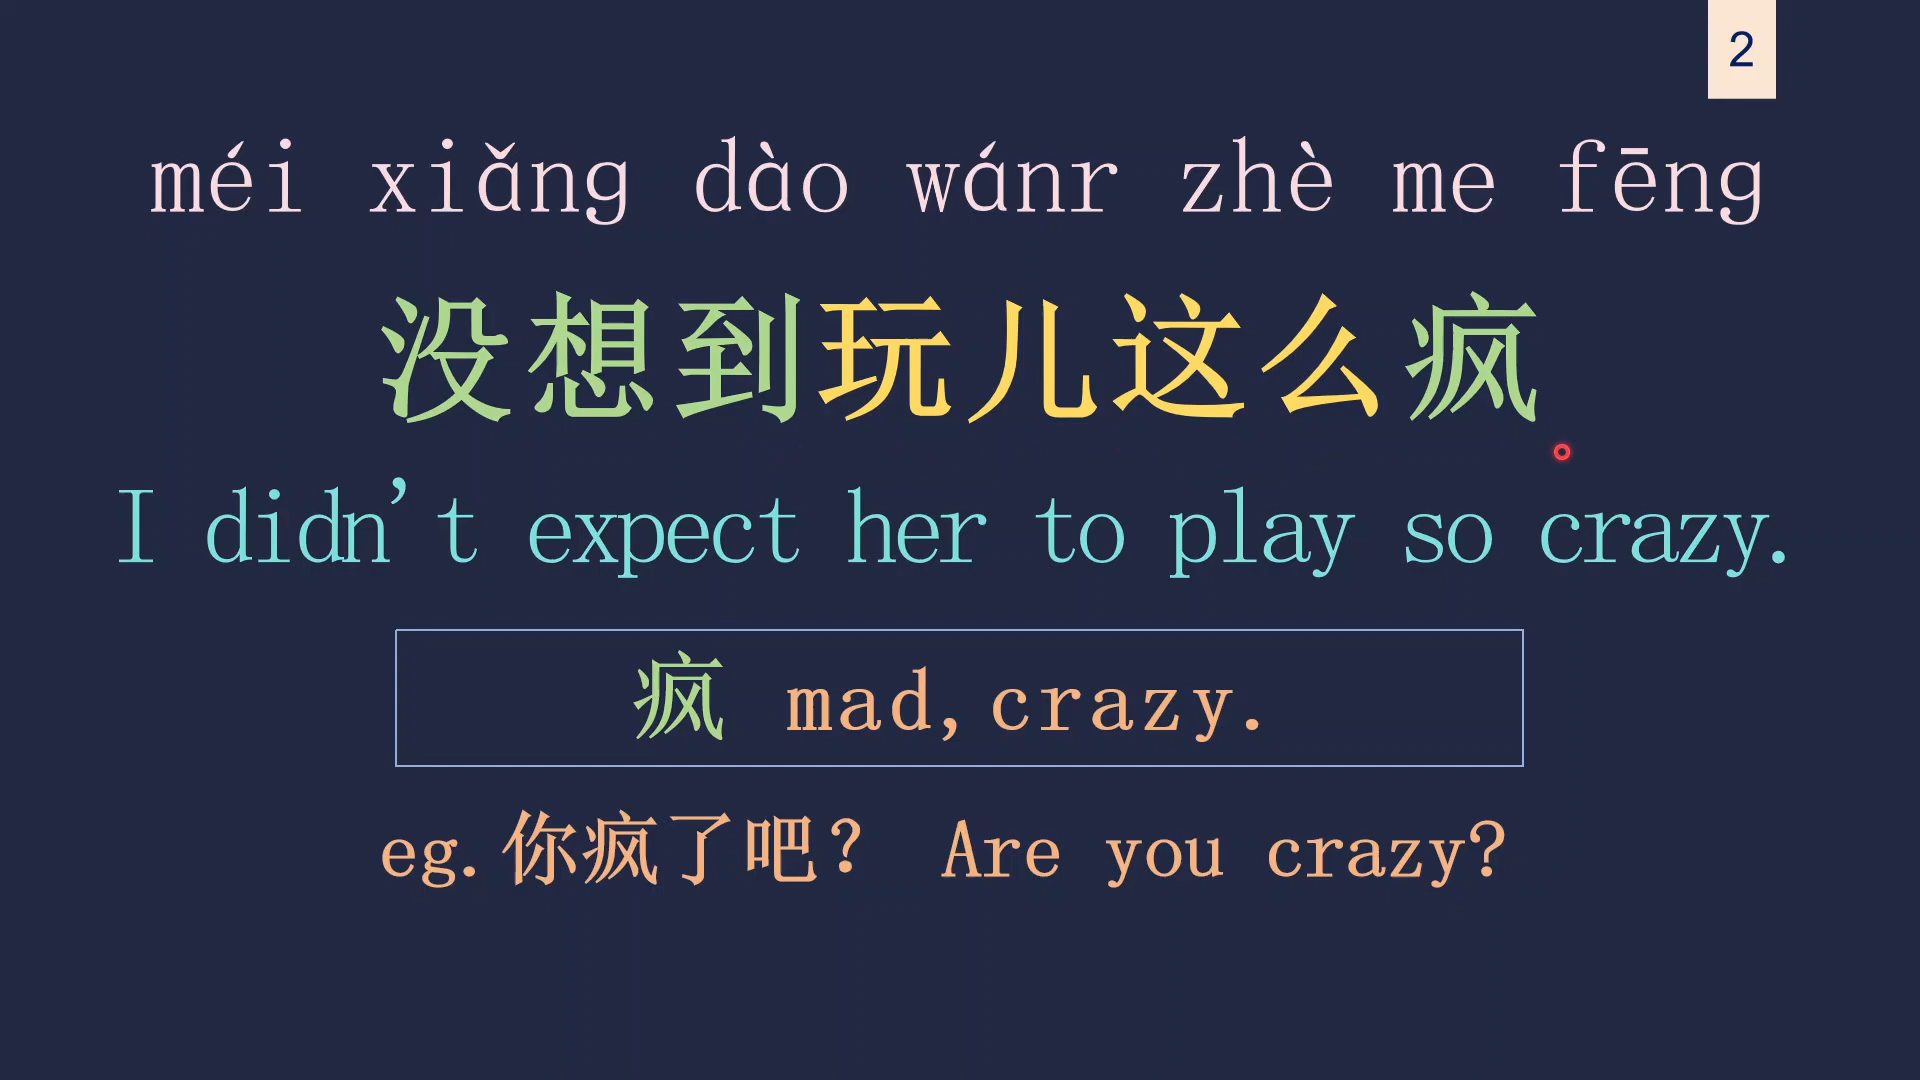 2
méi xiǎng dào wánr zhè me fēng
没想到玩儿这么疯
I didn't expect her to play so crazy.
疯 mad,crazy.
eg.你疯了吧? Are you crazy?